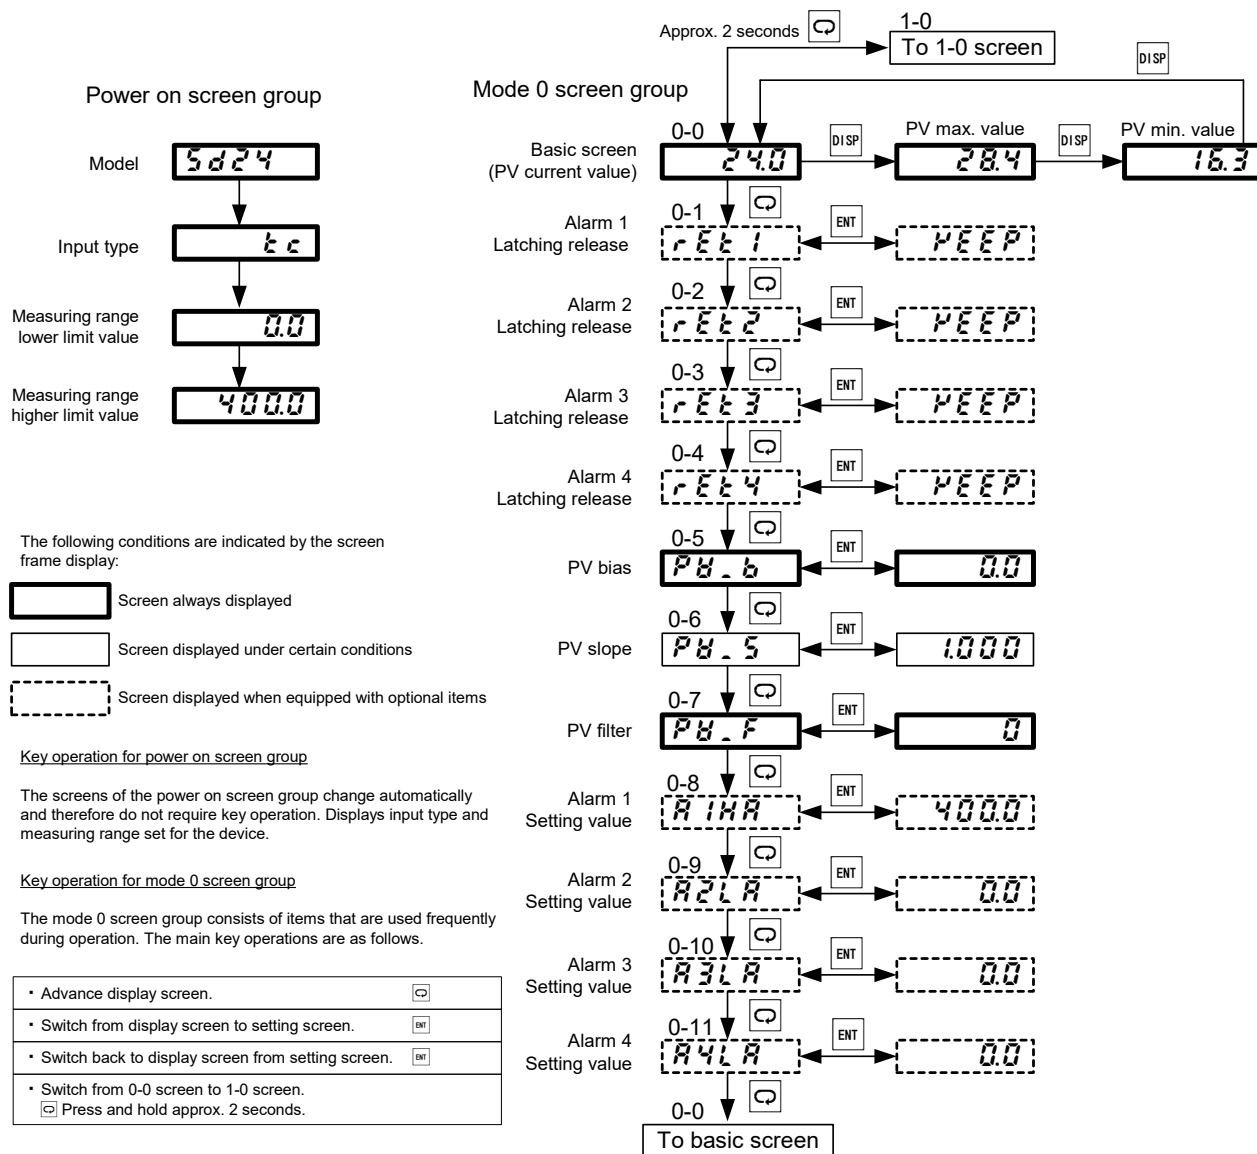 Power on screen group
Model
Sd24
Input type
tc
Measuring range
lower limit value
0.0
Measuring range
higher limit value
400.0
The following conditions are indicated by the screen
frame display:
Screen always displayed
Screen displayed under certain conditions
Screen displayed when equipped with optional items
Key operation for power on screen group
The screens of the power on screen group change automatically
and therefore do not require key operation. Displays input type and
measuring range set for the device.
Key operation for mode 0 screen group
The mode 0 screen group consists of items that are used frequently
during operation. The main key operations are as follows.
・ Advance display screen.
・ Switch from display screen to setting screen. ENT
・ Switch back to display screen from setting screen. ENT
・ Switch from 0-0 screen to 1-0 screen.
Press and hold approx. 2 seconds.
Approx. 2 seconds
1-0
To 1-0 screen
DISP
Mode 0 screen group
0-0
Basic screen
(PV current value)
24.0
DISP
PV max. value
28.4
DISP
PV min. value
16.3
0-1
Alarm 1
Latching release
rEt1
ENT
KEEP
0-2
Alarm 2
Latching release
rEt2
ENT
KEEP
0-3
Alarm 3
Latching release
rEt3
ENT
KEEP
0-4
Alarm 4
Latching release
rEt4
ENT
KEEP
0-5
PV bias
PV_b
ENT
0.0
0-6
PV slope
PV_S
ENT
1.000
0-7
PV filter
PV_F
ENT
0
0-8
Alarm 1
Setting value
A1HA
ENT
400.0
0-9
Alarm 2
Setting value
A2LA
ENT
0.0
0-10
Alarm 3
Setting value
A3LA
ENT
0.0
0-11
Alarm 4
Setting value
A4LA
ENT
0.0
0-0
To basic screen